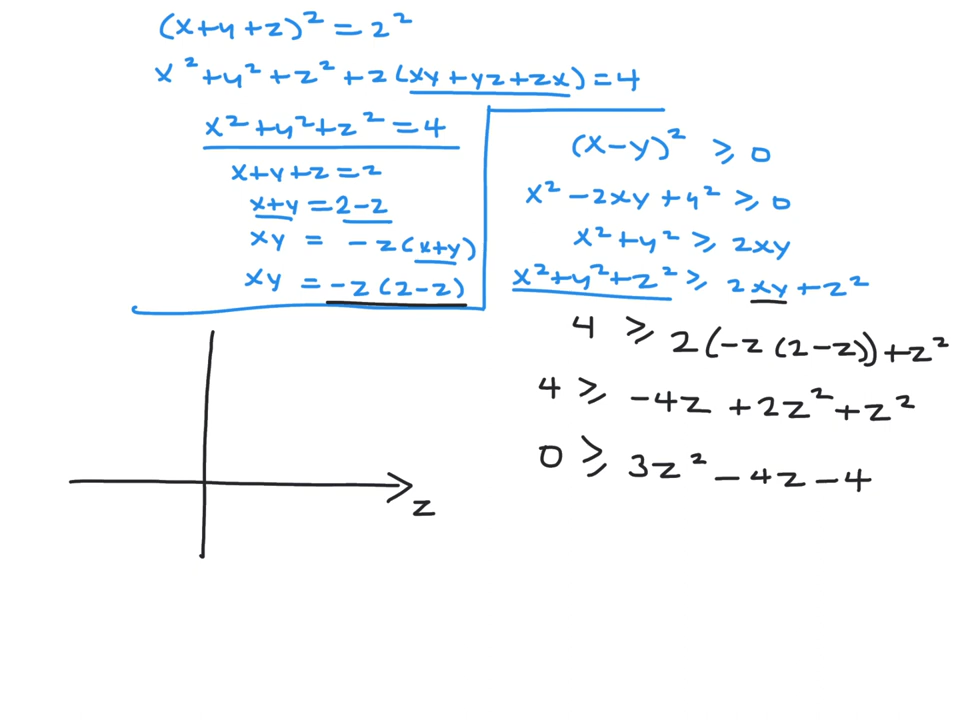 (x+y+z)² = 2²
x²+y²+z²+2(xy+yz+zx)=4
x²+y²+z²=4
x+y+z=2
x+y=2-z
xy = -z(x+y)
xy = -z(2-z)
(x-y)² ≥ 0
x²-2xy+y² ≥ 0
x²+y² ≥ 2xy
x²+y²+z² ≥ 2xy+z²
4 ≥ 2(-z(2-z))+z²
4 ≥ -4z+2z²+z²
0 ≥ 3z²-4z-4
z